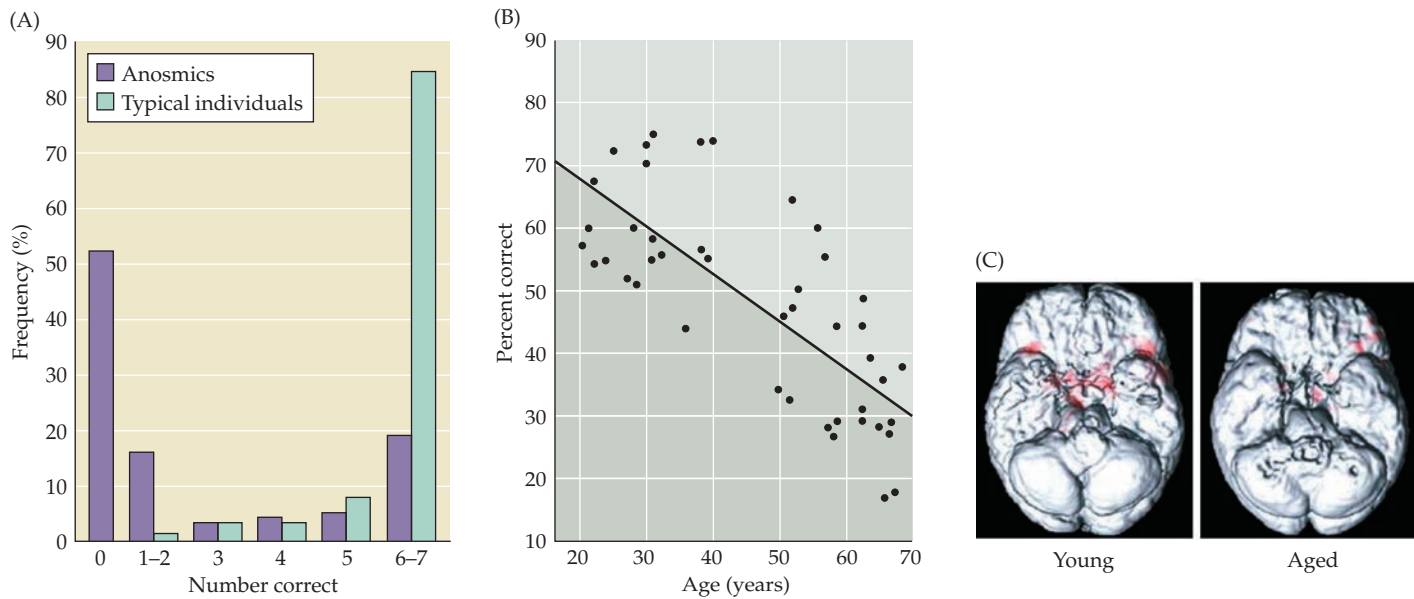 (A)
90
80
70
60
50
40
30
20
10
0
Frequency (%)
Anosmics
Typical individuals
0 1–2 3 4 5 6–7
Number correct
(B)
90
80
70
60
50
40
30
20
10
Percent correct
20 30 40 50 60 70
Age (years)
(C)
Young Aged